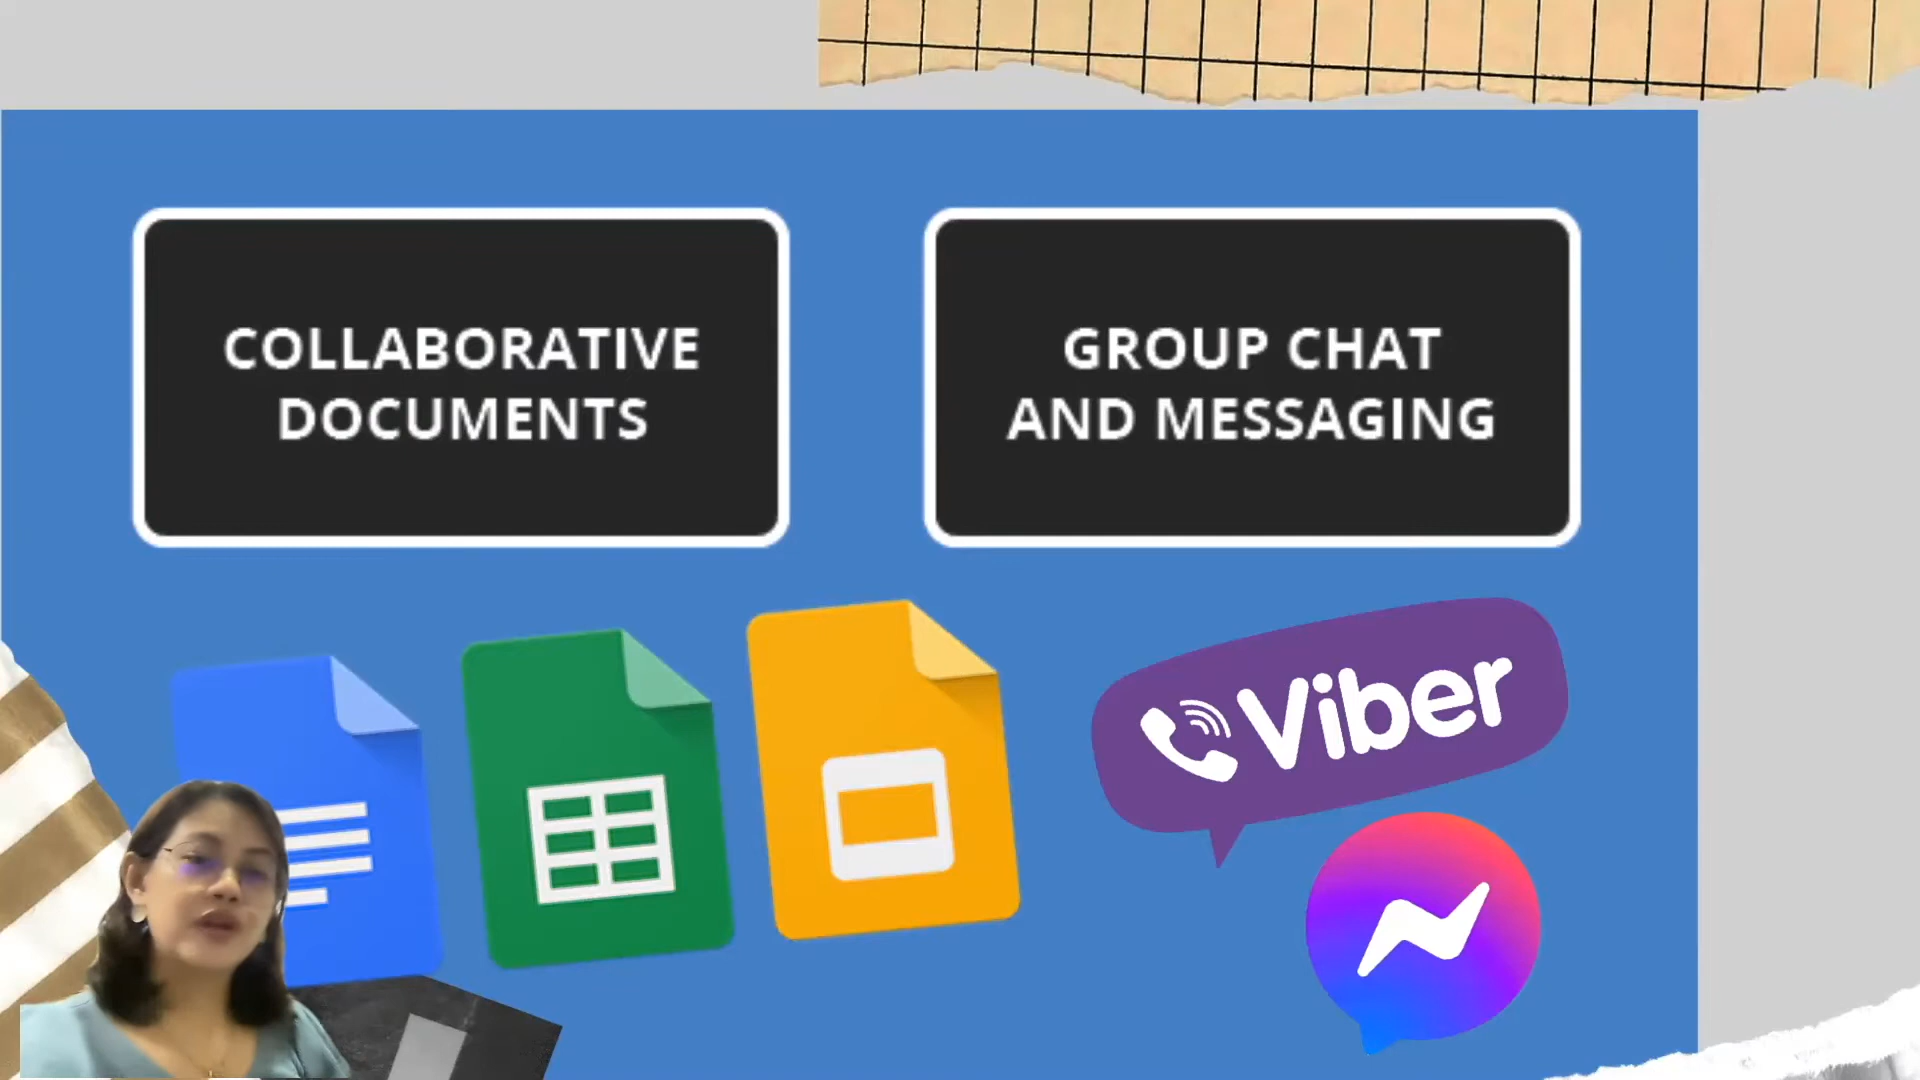 COLLABORATIVE
DOCUMENTS
GROUP CHAT
AND MESSAGING
Viber